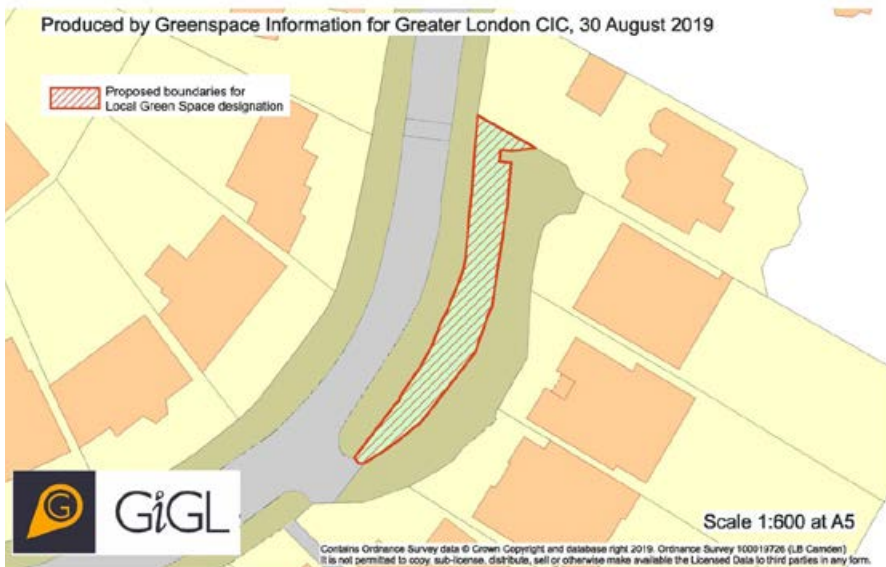 Produced by Greenspace Information for Greater London CIC, 30 August 2019
Proposed boundaries for
Local Green Space designation
G
GiGL
Scale 1:600 at A5
Contains Ordnance Survey data © Crown Copyright and database right 2019. Ordnance Survey 100019726 (LB Camden)
It is not permitted to copy, sub-license, distribute, sell or otherwise make available the Licensed Data to third parties in any form.